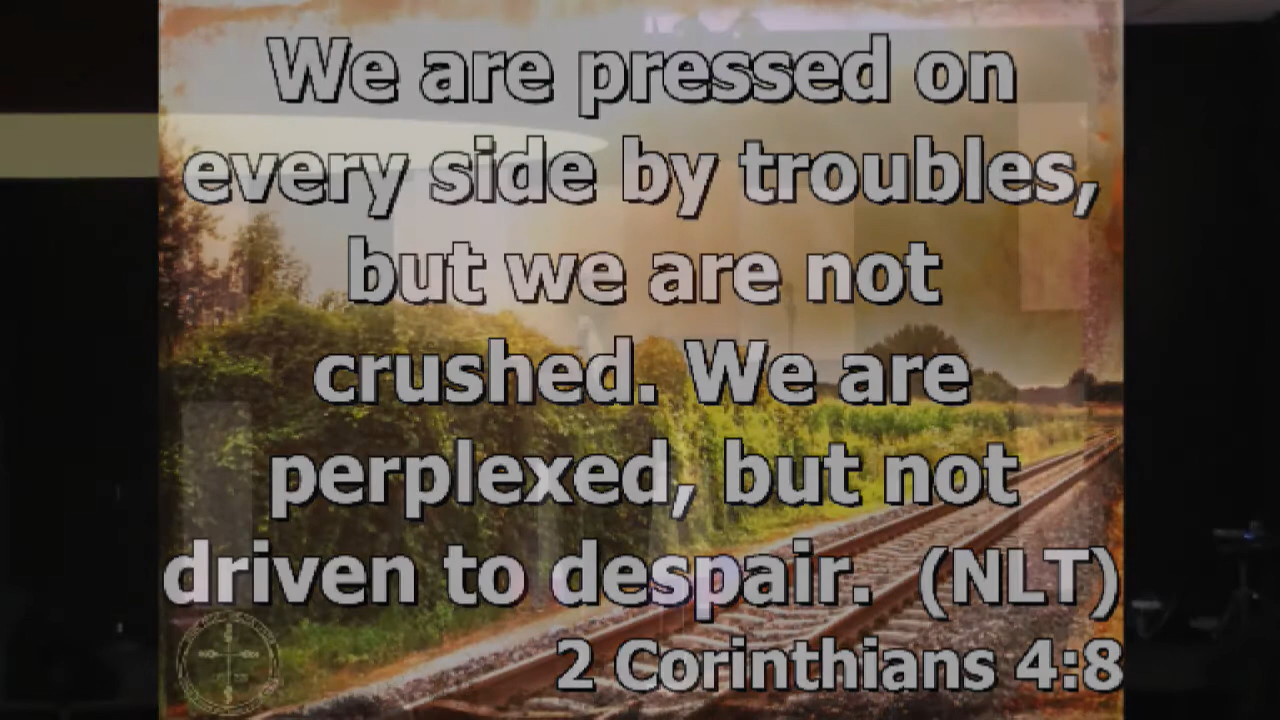 We are pressed on
every side by troubles,
but we are not
crushed. We are
perplexed, but not
driven to despair. (NLT)
2 Corinthians 4:8